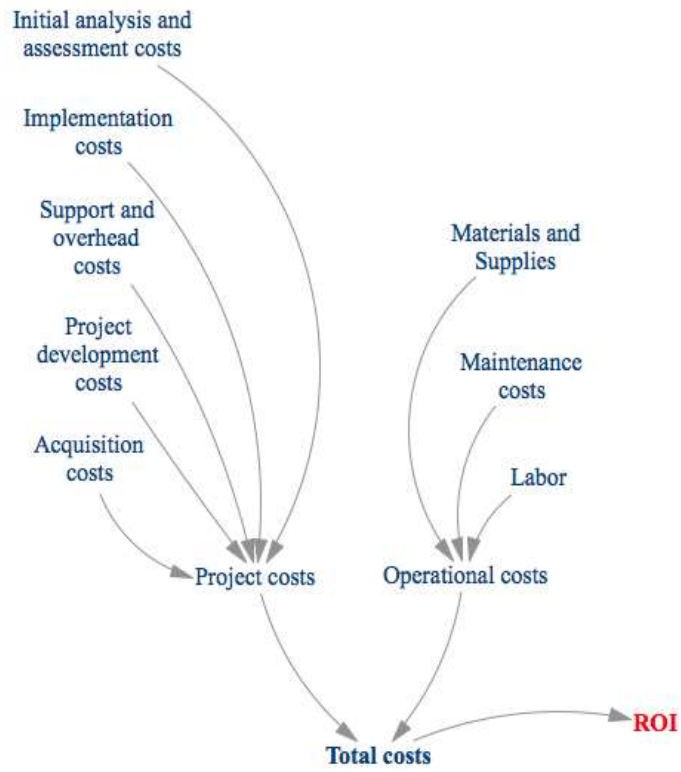 Initial analysis and
assessment costs
Implementation
costs
Support and
overhead
costs
Project
development
costs
Acquisition
costs
Materials and
Supplies
Maintenance
costs
Labor
Project costs
Operational costs
Total costs
ROI